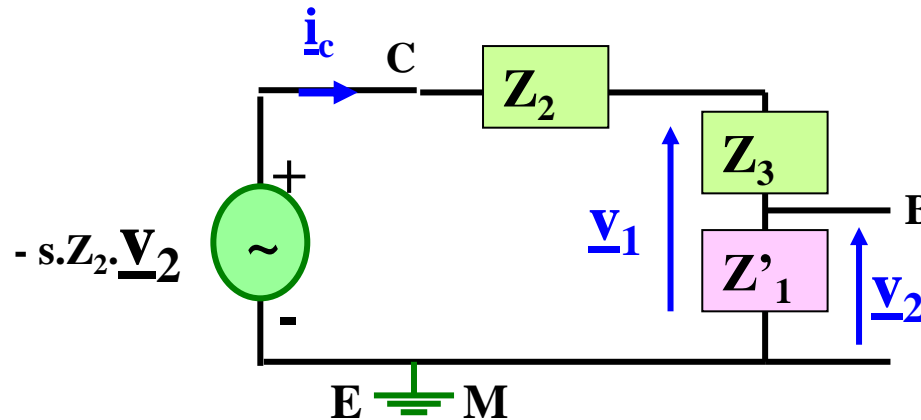 i_c
C
Z₂
+
Z₃
B
- s.Z₂.v₂
~
v₁
Z’₁
v₂
-
E
M